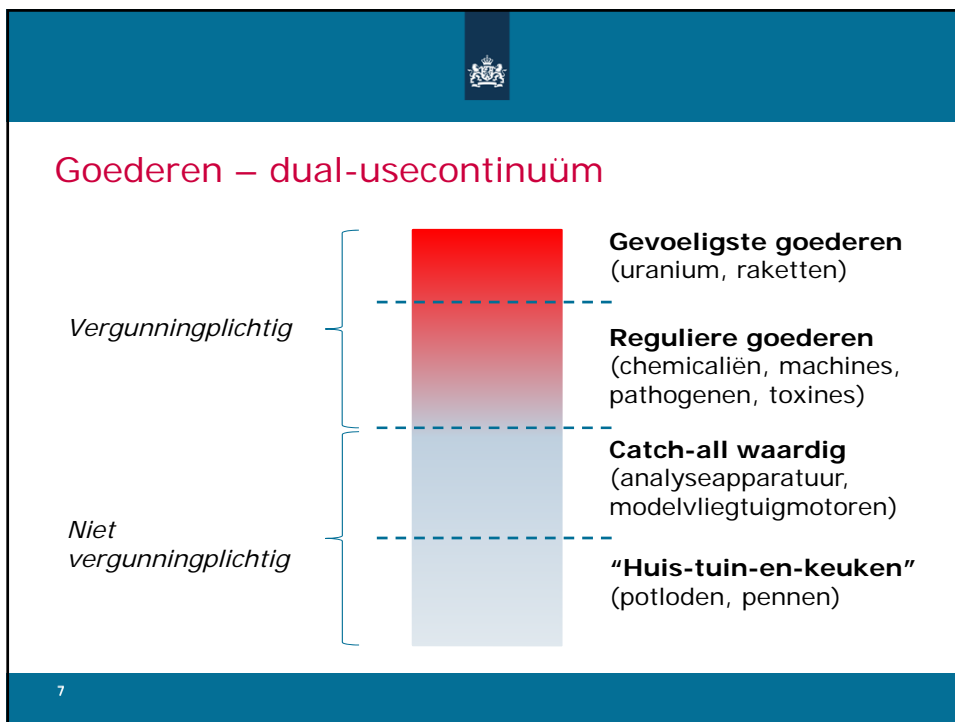 Goederen – dual-usecontinuüm
Vergunningplichtig
Niet
vergunningplichtig
Gevoeligste goederen
(uranium, raketten)
Reguliere goederen
(chemicaliën, machines,
pathogenen, toxines)
Catch-all waardig
(analyseapparatuur,
modelvliegtuigmotoren)
“Huis-tuin-en-keuken”
(potloden, pennen)
7